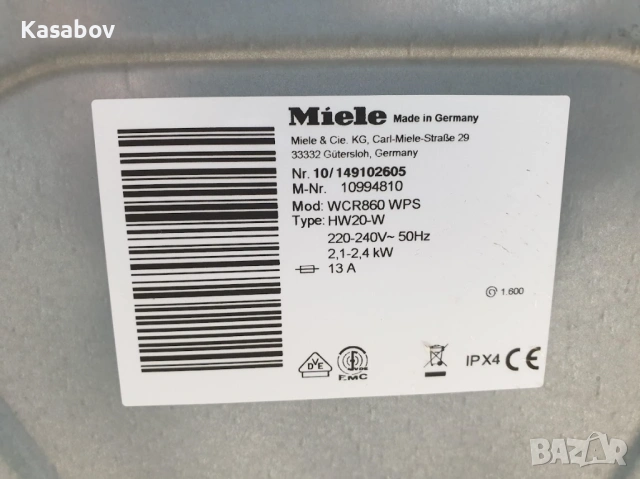 Kasabov
Miele Made in Germany
Miele & Cie. KG, Carl-Miele-Straße 29
33332 Gütersloh, Germany
Nr. 10/149102605
M-Nr. 10994810
Mod: WCR860 WPS
Type: HW20-W
220-240V~ 50Hz
2,1-2,4 kW
13 A
1.600
DVE
EMC
IPX4 CE
BAZAR